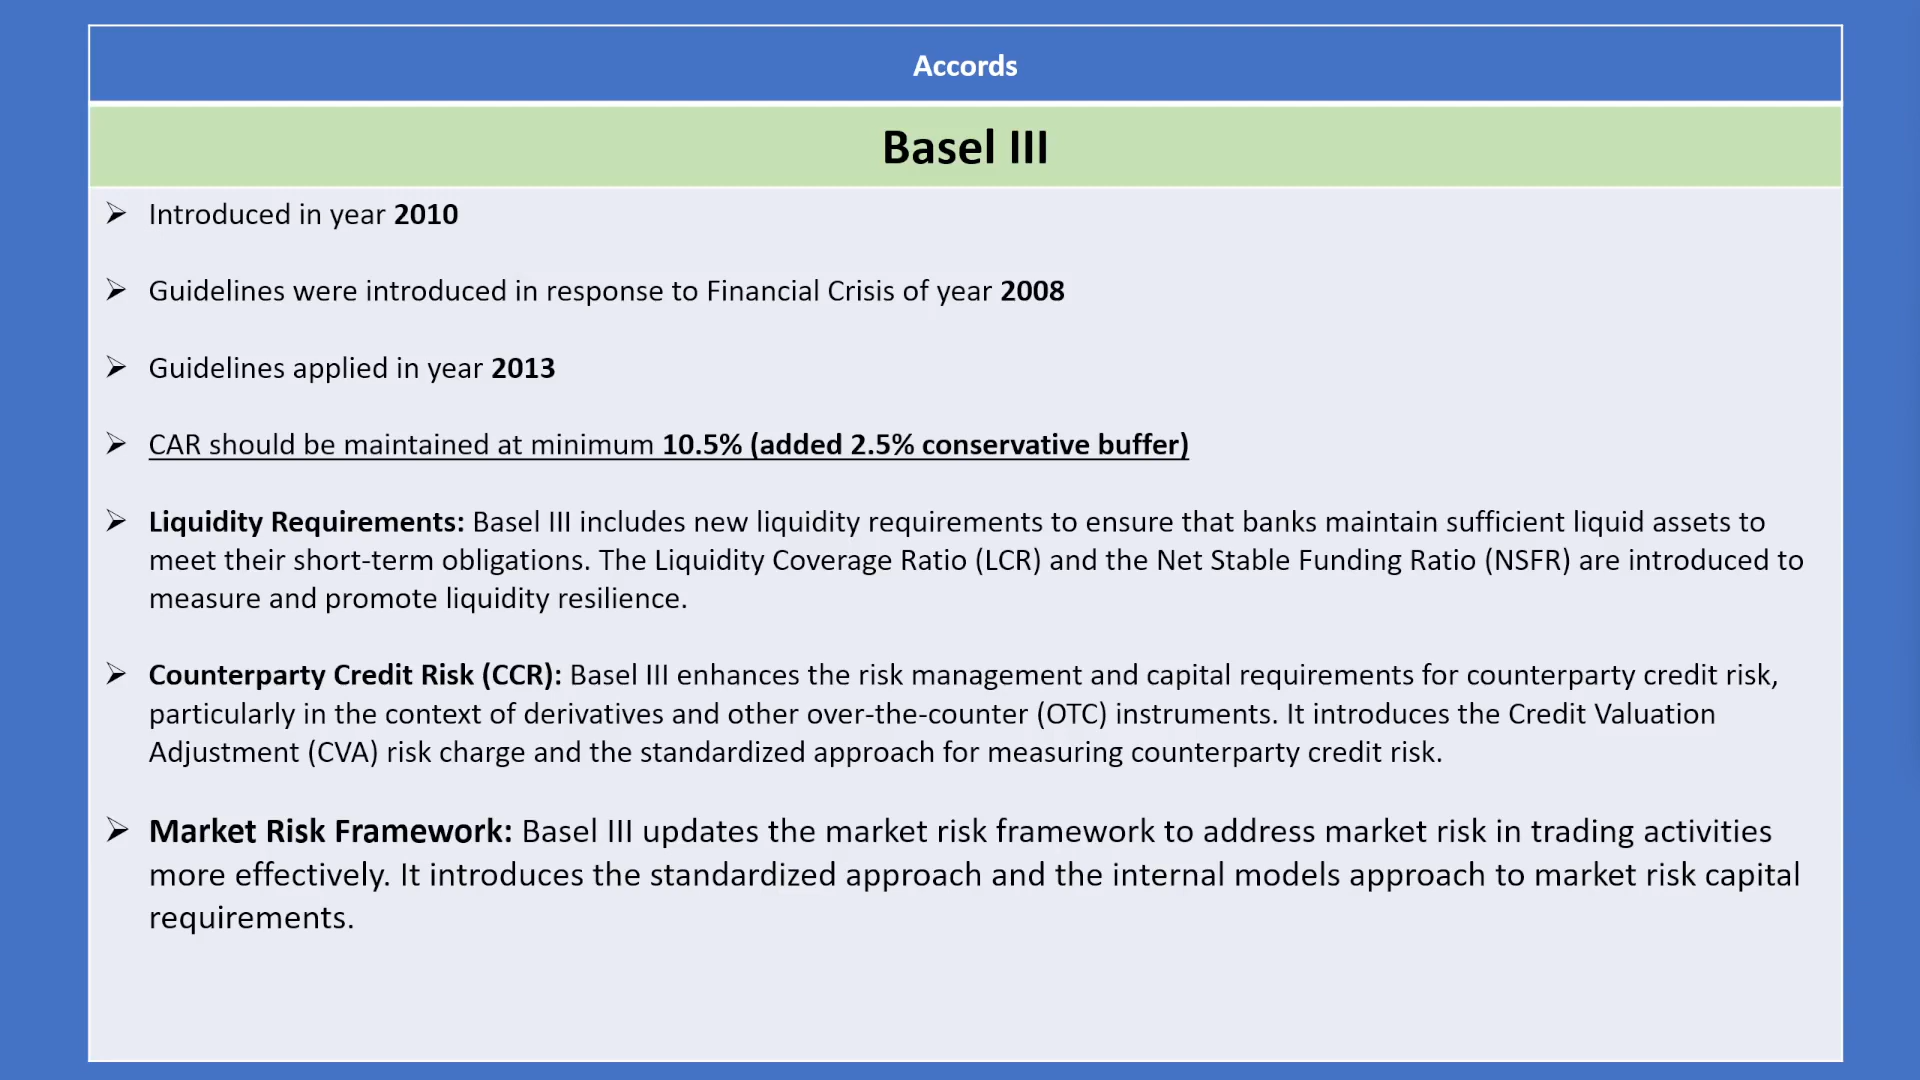 Accords
Basel III
➢ Introduced in year 2010
➢ Guidelines were introduced in response to Financial Crisis of year 2008
➢ Guidelines applied in year 2013
➢ CAR should be maintained at minimum 10.5% (added 2.5% conservative buffer)
➢ Liquidity Requirements: Basel III includes new liquidity requirements to ensure that banks maintain sufficient liquid assets to
meet their short-term obligations. The Liquidity Coverage Ratio (LCR) and the Net Stable Funding Ratio (NSFR) are introduced to
measure and promote liquidity resilience.
➢ Counterparty Credit Risk (CCR): Basel III enhances the risk management and capital requirements for counterparty credit risk,
particularly in the context of derivatives and other over-the-counter (OTC) instruments. It introduces the Credit Valuation
Adjustment (CVA) risk charge and the standardized approach for measuring counterparty credit risk.
➢ Market Risk Framework: Basel III updates the market risk framework to address market risk in trading activities
more effectively. It introduces the standardized approach and the internal models approach to market risk capital
requirements.